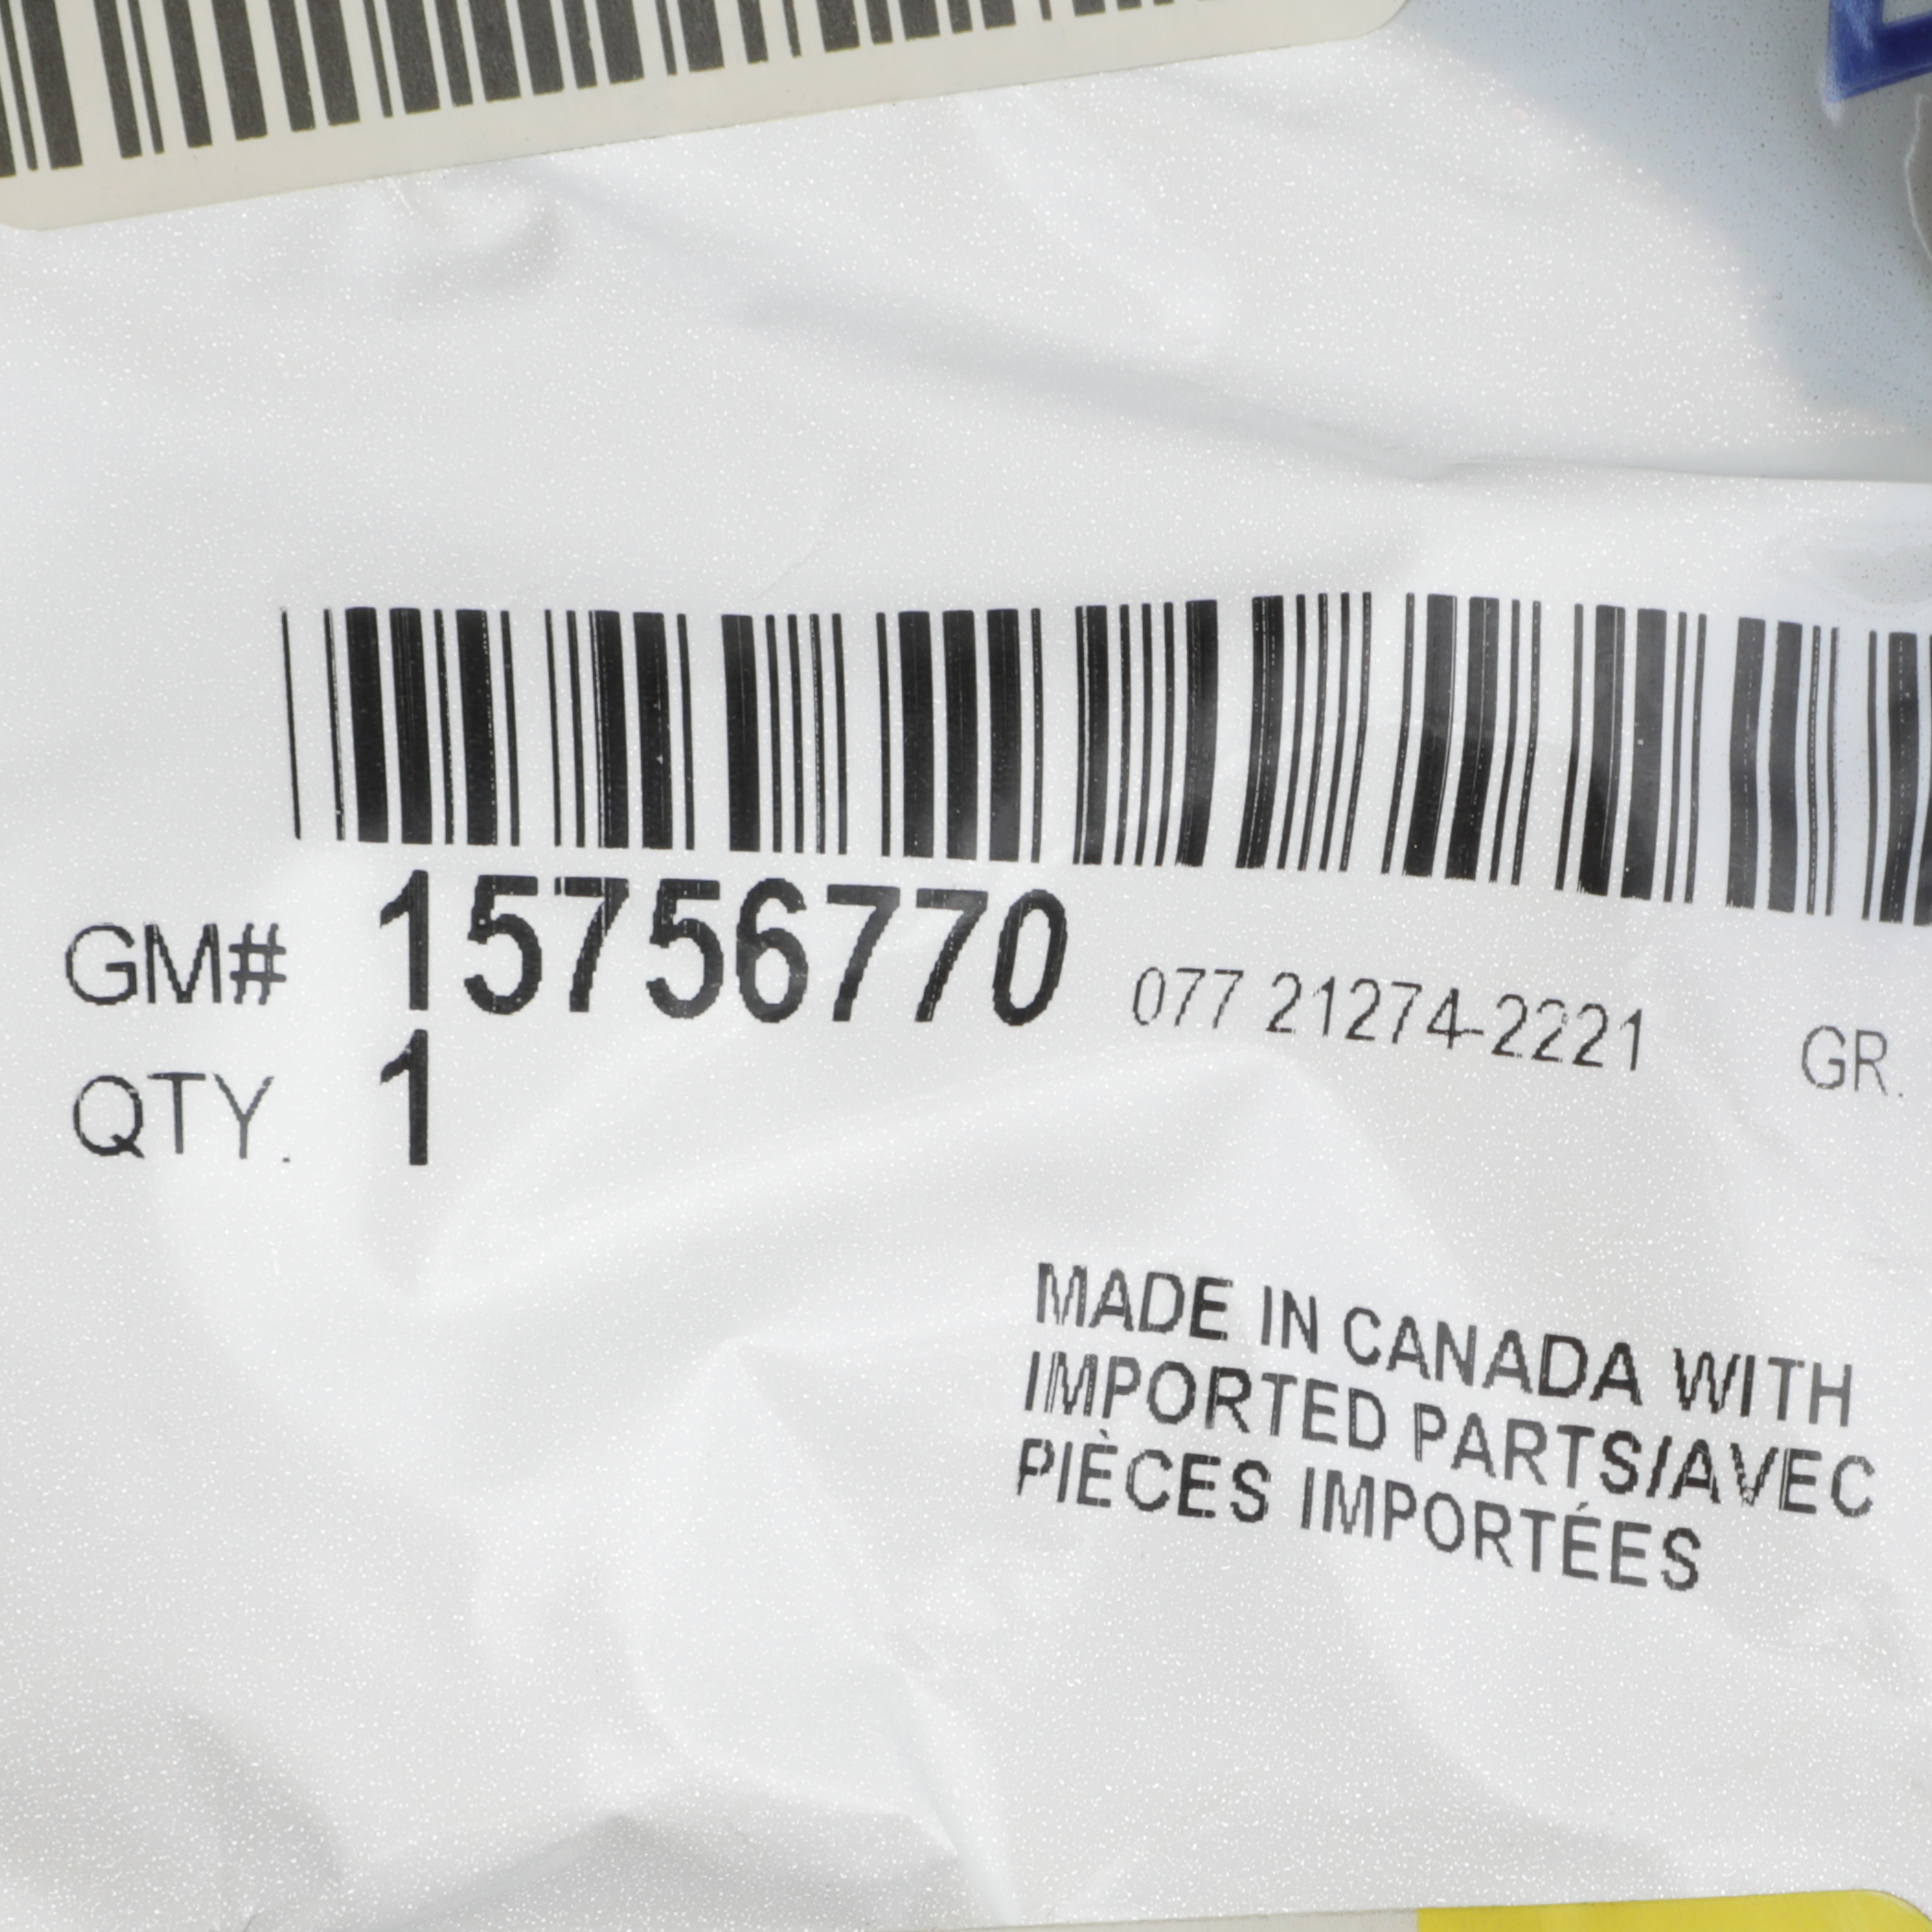 GM# 15756770 077 21274-2221 GR.
QTY. 1
MADE IN CANADA WITH
IMPORTED PARTS/AVEC
PIÈCES IMPORTÉES